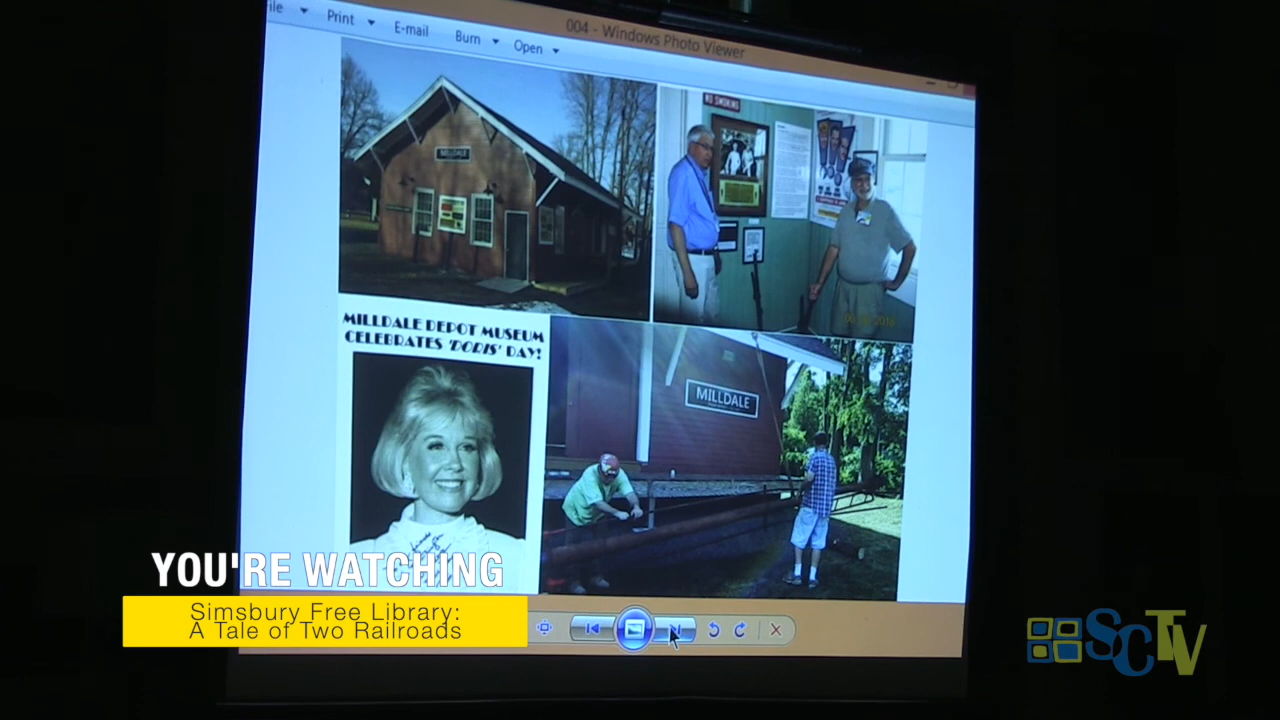 ile Print E-mail Burn Open
004 - Windows Photo Viewer
MILLDALE
NO SMOKING
MILLDALE DEPOT MUSEUM
CELEBRATES 'DORIS' DAY!
MILLDALE
YOU'RE WATCHING
Simsbury Free Library:
A Tale of Two Railroads
SCTV